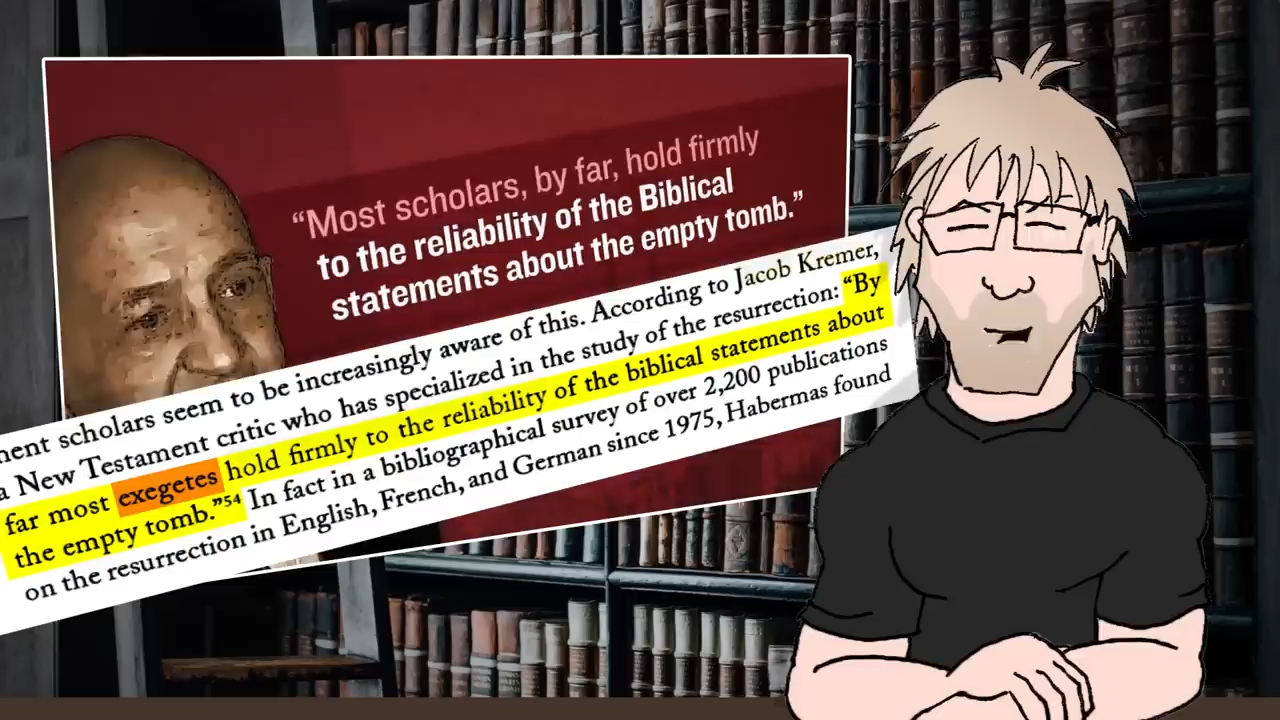 “Most scholars, by far, hold firmly
to the reliability of the Biblical
statements about the empty tomb.”
ment scholars seem to be increasingly aware of this. According to Jacob Kremer,
a New Testament critic who has specialized in the study of the resurrection: “By
far most exegetes hold firmly to the reliability of the biblical statements about
the empty tomb.”54 In fact in a bibliographical survey of over 2,200 publications
on the resurrection in English, French, and German since 1975, Habermas found